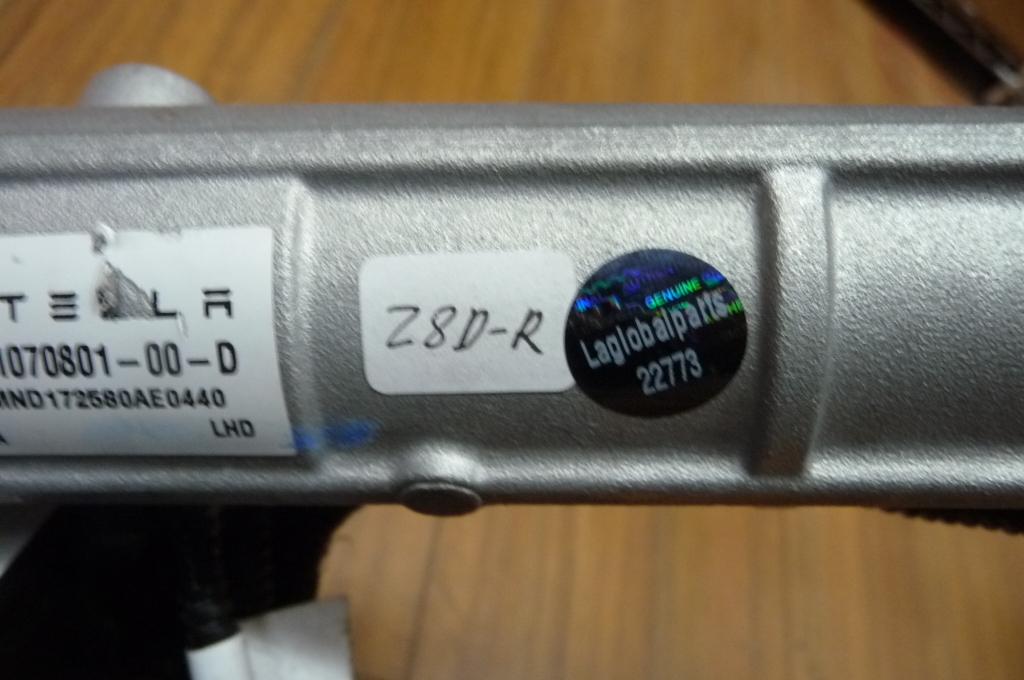 TESLA
1070801-00-D
MND172580AE0440
LHD
Z8D-R
GENUINE
Laglobalparts
22773